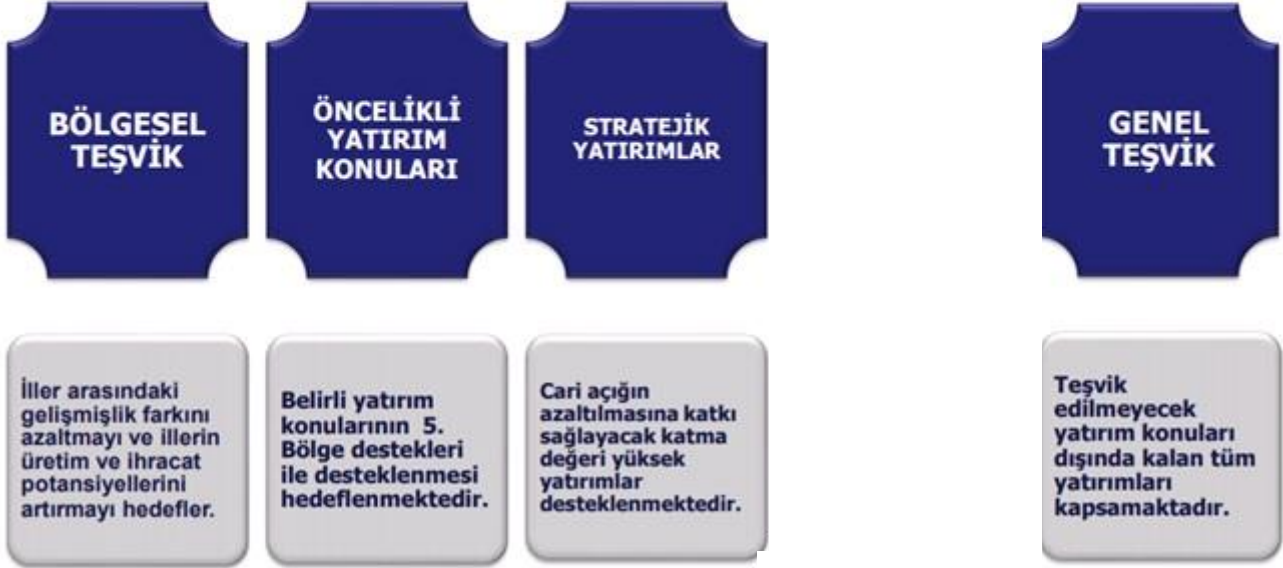 BÖLGESEL
TEŞVİK
ÖNCELİKLİ
YATIRIM
KONULARI
STRATEJİK
YATIRIMLAR
GENEL
TEŞVİK
İller arasındaki
gelişmişlik farkını
azaltmayı ve illerin
üretim ve ihracat
potansiyellerini
artırmayı hedefler.
Belirli yatırım
konularının 5.
Bölge destekleri
ile desteklenmesi
hedeflenmektedir.
Cari açığın
azaltılmasına katkı
sağlayacak katma
değeri yüksek
yatırımlar
desteklenmektedir.
Teşvik
edilmeyecek
yatırım konuları
dışında kalan tüm
yatırımları
kapsamaktadır.